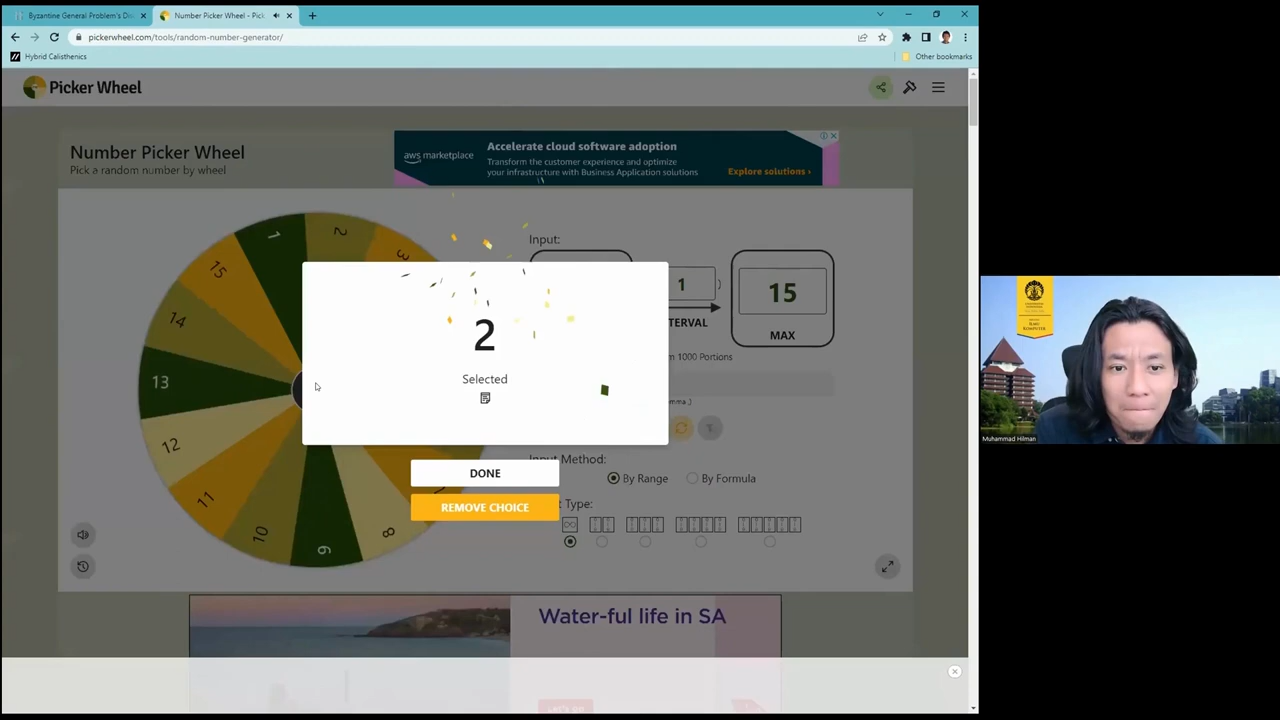 Byzantine General Problem's Di
Number Picker Wheel - Pick
pickerwheel.com/tools/random-number-generator/
Hybrid Calisthenics
Other bookmarks
Picker Wheel
Number Picker Wheel
Pick a random number by wheel
aws marketplace
Accelerate cloud software adoption
Transform the customer experience and optimize
your infrastructure with Business Application solutions
Explore solutions ›
Input:
1
2
3
15
14
13
12
11
10
9
8
1 )
TERVAL
15
MAX
1000 Portions
2
Selected
DONE
REMOVE CHOICE
Input Method:
By Range
By Formula
Type:
Water-ful life in SA
Let's go
ILMU
KOMPUTER
Muhammad Hilman